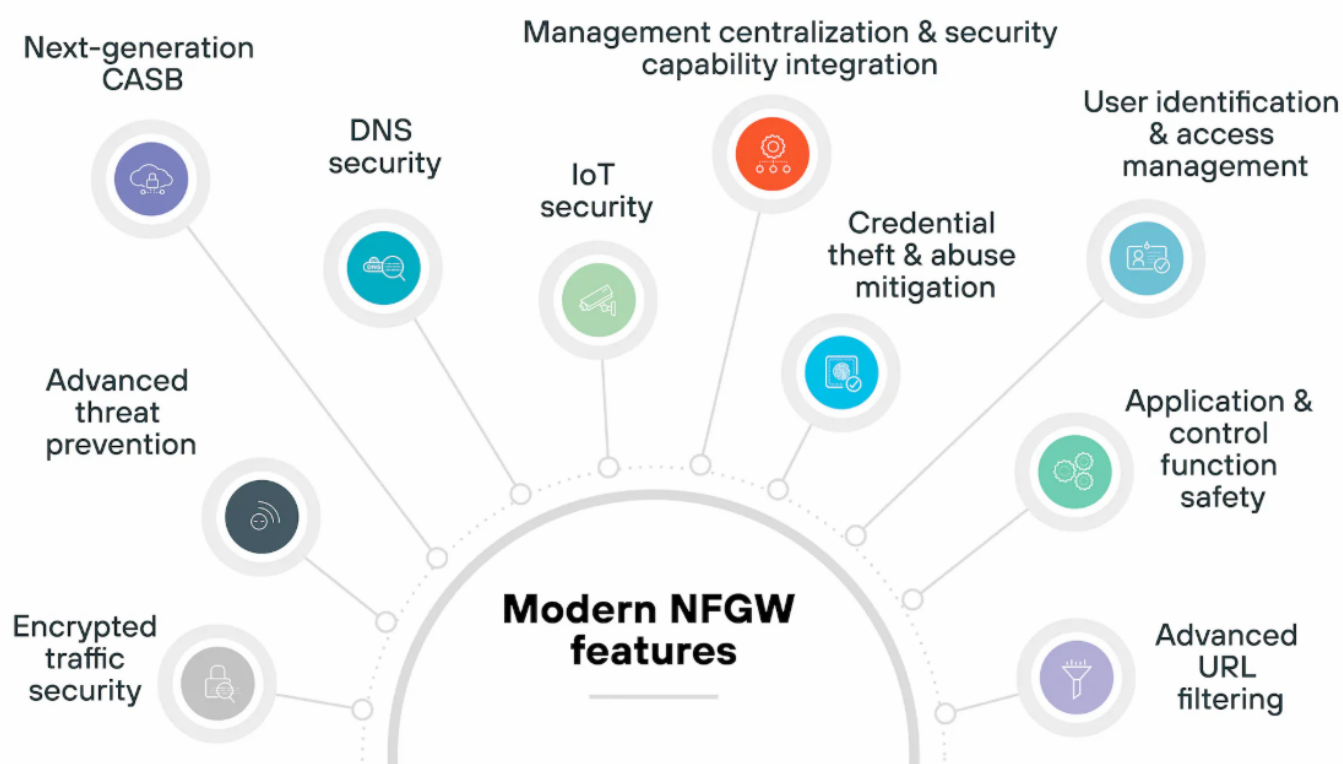 Next-generation
CASB
DNS
security
IoT
security
Management centralization & security
capability integration
Credential
theft & abuse
mitigation
User identification
& access
management
Advanced
threat
prevention
Application &
control
function
safety
Encrypted
traffic
security
Modern NFGW
features
Advanced
URL
filtering
DNS